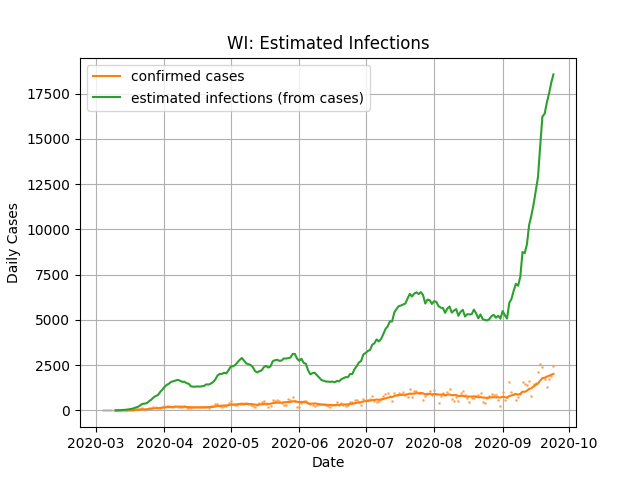 WI: Estimated Infections
confirmed cases
estimated infections (from cases)
17500
15000
12500
10000
7500
5000
2500
0
Daily Cases
2020-03 2020-04 2020-05 2020-06 2020-07 2020-08 2020-09 2020-10
Date